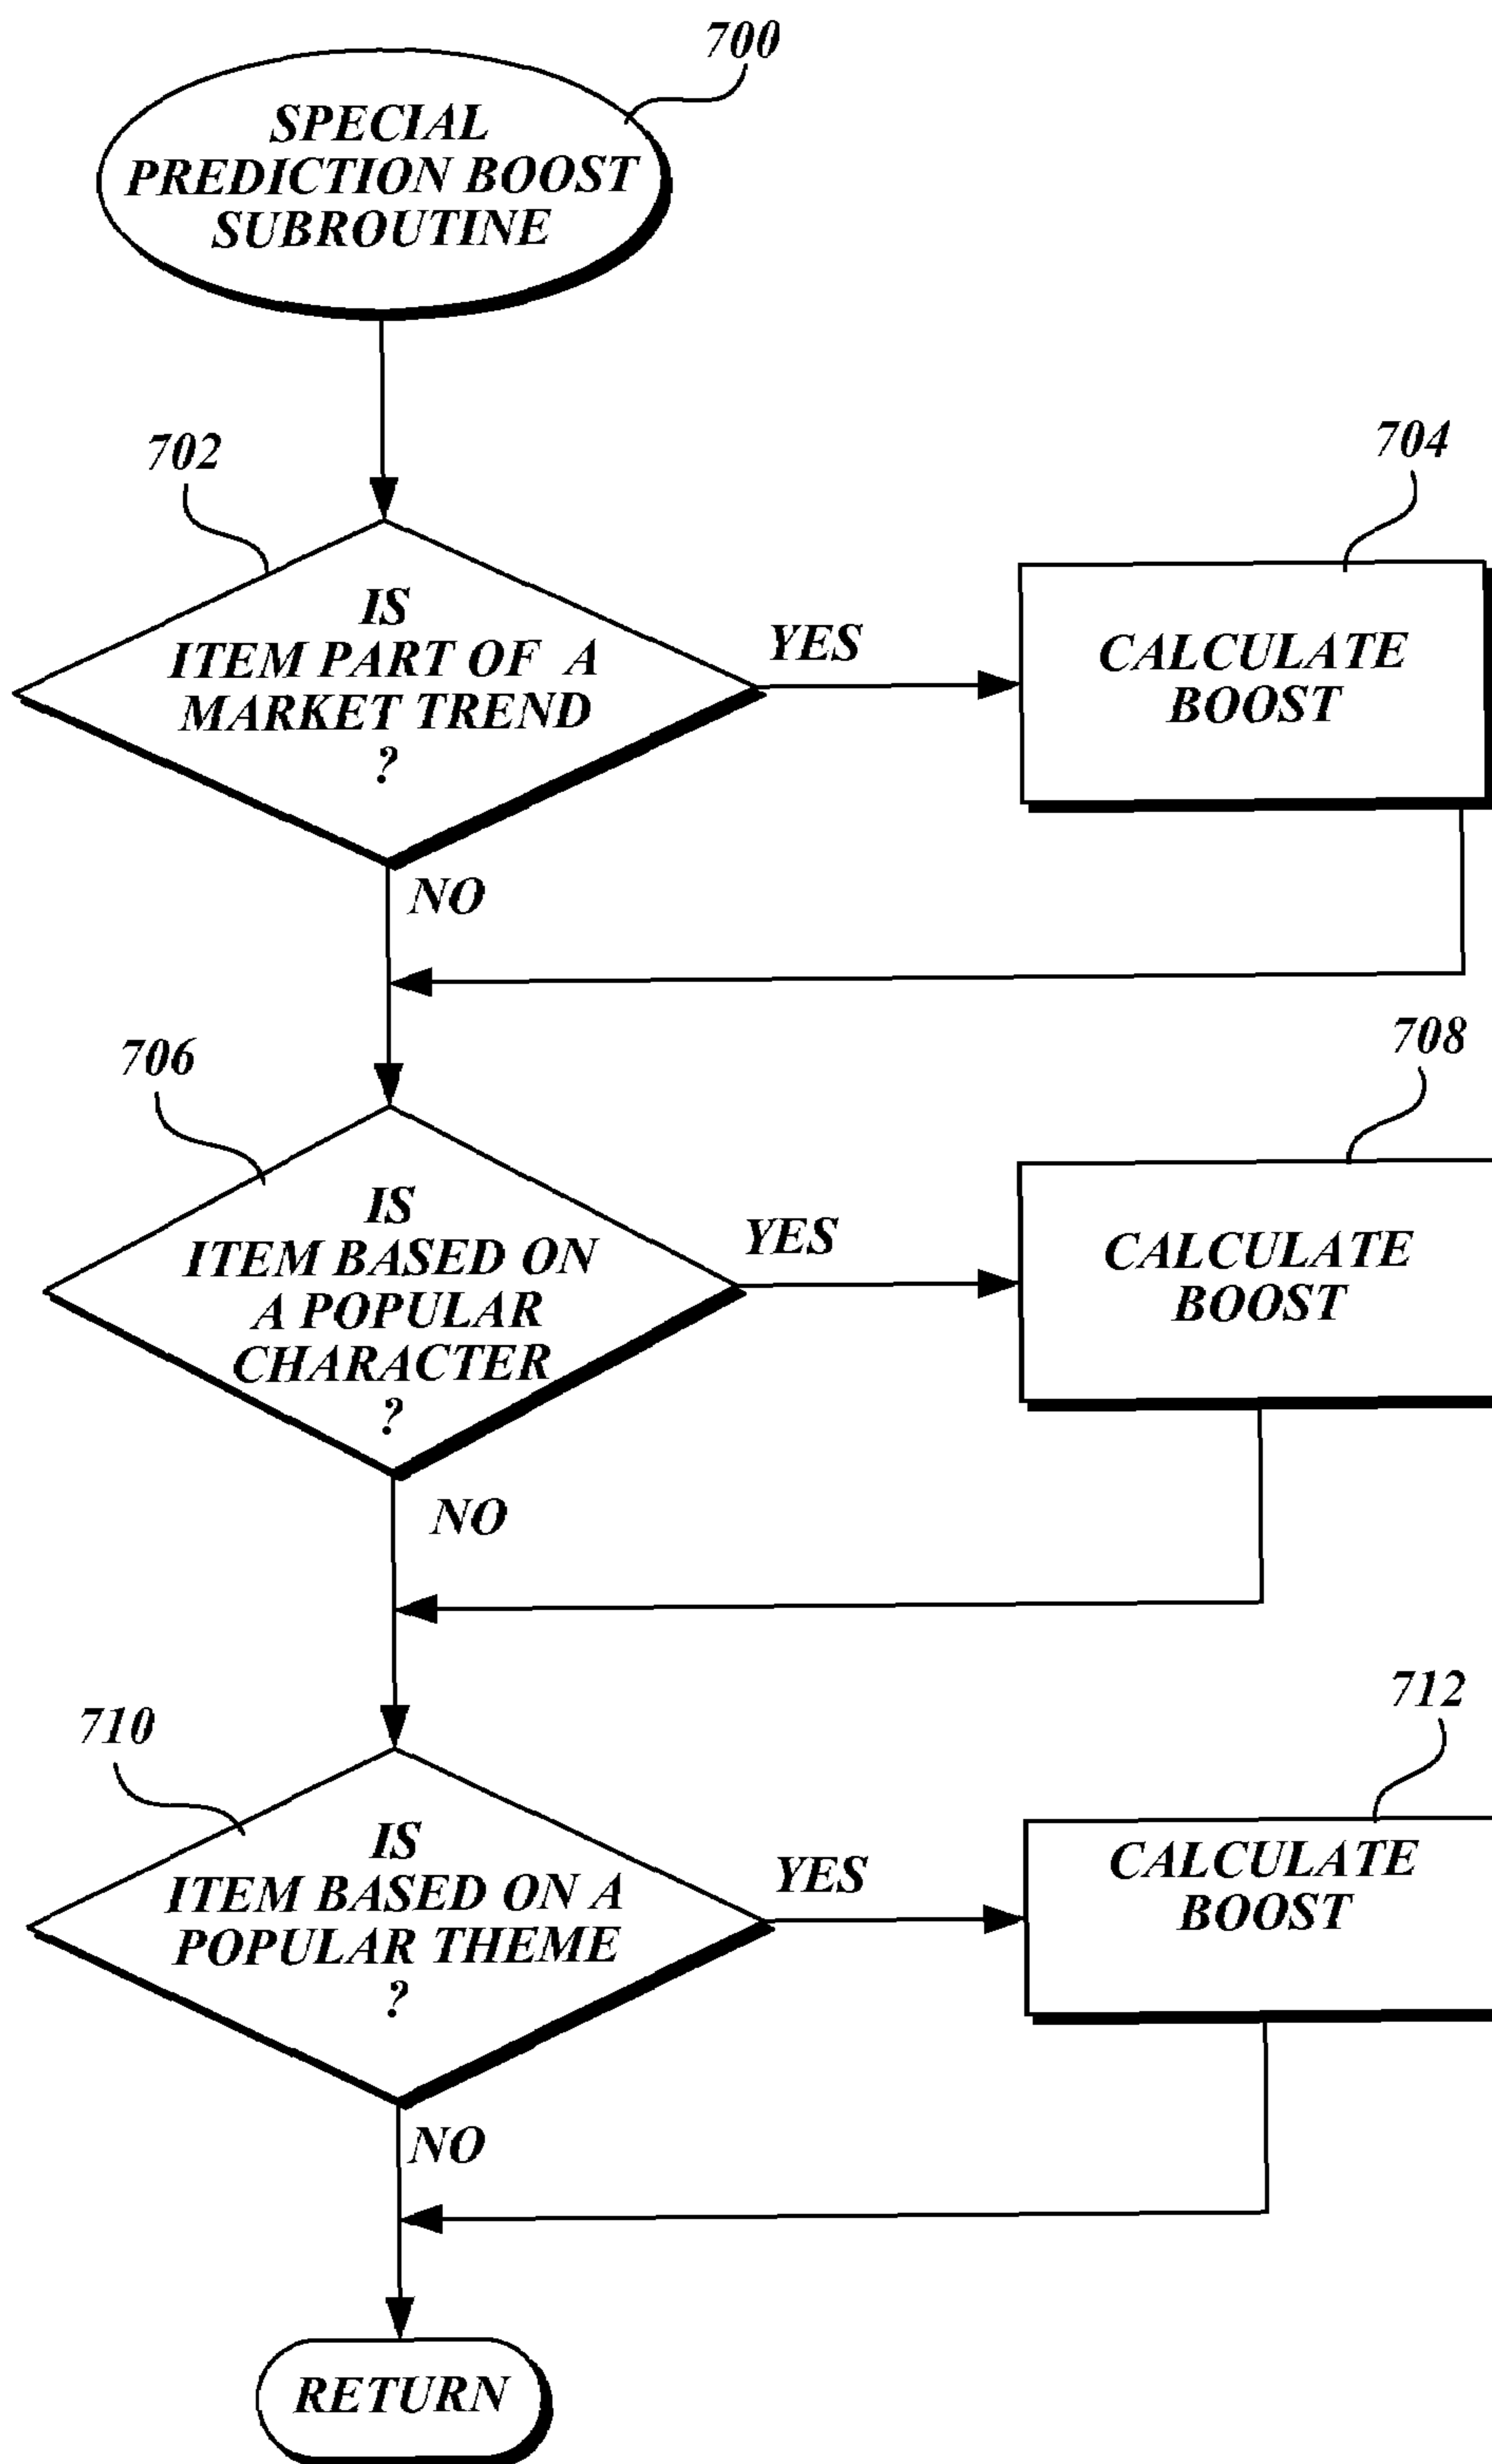 700
SPECIAL
PREDICTION BOOST
SUBROUTINE
702
704
IS
ITEM PART OF A
MARKET TREND
?
YES
CALCULATE
BOOST
NO
706
708
IS
ITEM BASED ON
A POPULAR
CHARACTER
?
YES
CALCULATE
BOOST
NO
710
712
IS
ITEM BASED ON A
POPULAR THEME
?
YES
CALCULATE
BOOST
NO
RETURN